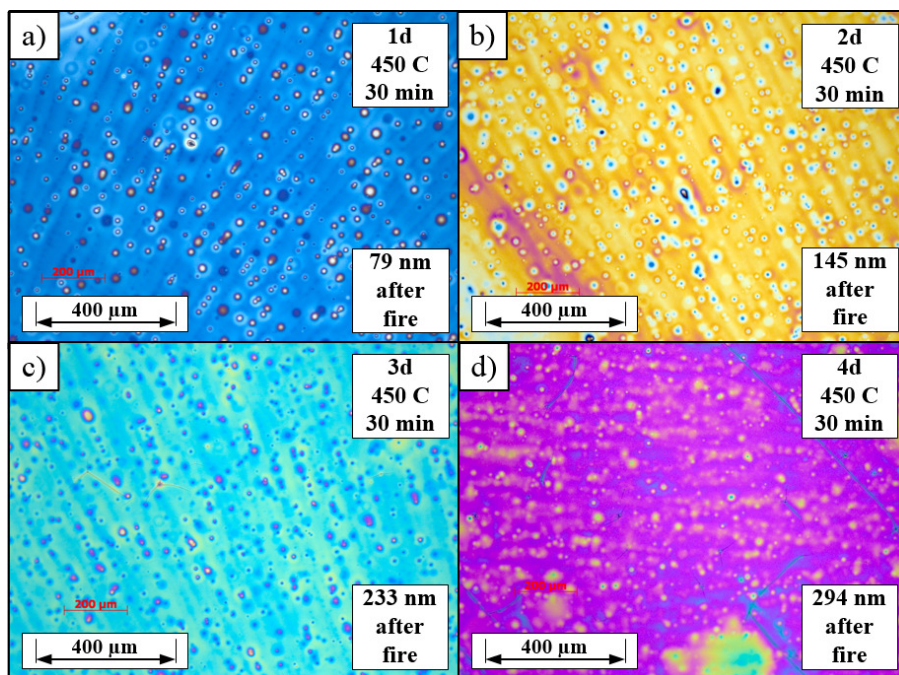 a)
1d
450 C
30 min
200 µm
400 µm
79 nm
after
fire
b)
2d
450 C
30 min
200 µm
400 µm
145 nm
after
fire
c)
3d
450 C
30 min
200 µm
400 µm
233 nm
after
fire
d)
4d
450 C
30 min
200 µm
400 µm
294 nm
after
fire